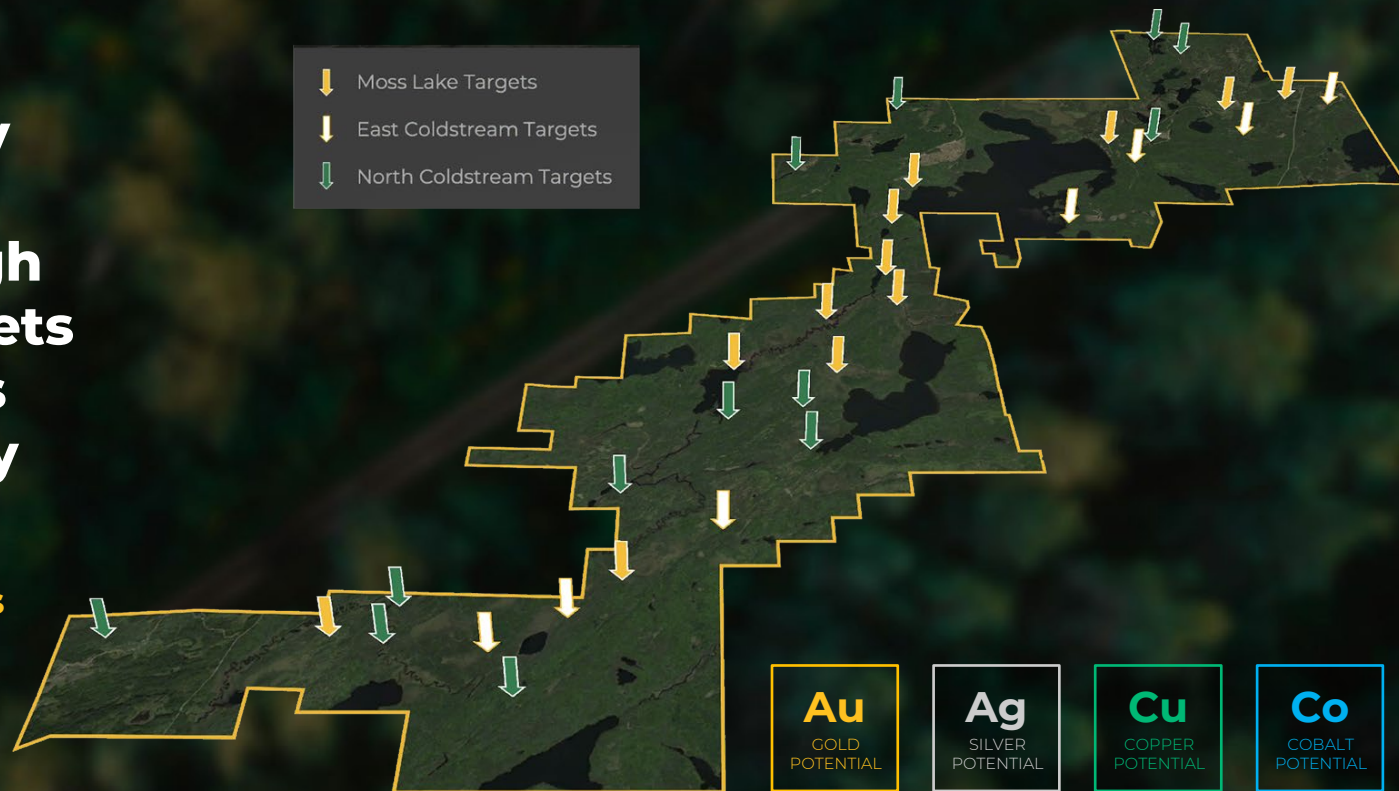 Moss Lake Targets
East Coldstream Targets
North Coldstream Targets
Au
GOLD
POTENTIAL
Ag
SILVER
POTENTIAL
Cu
COPPER
POTENTIAL
Co
COBALT
POTENTIAL